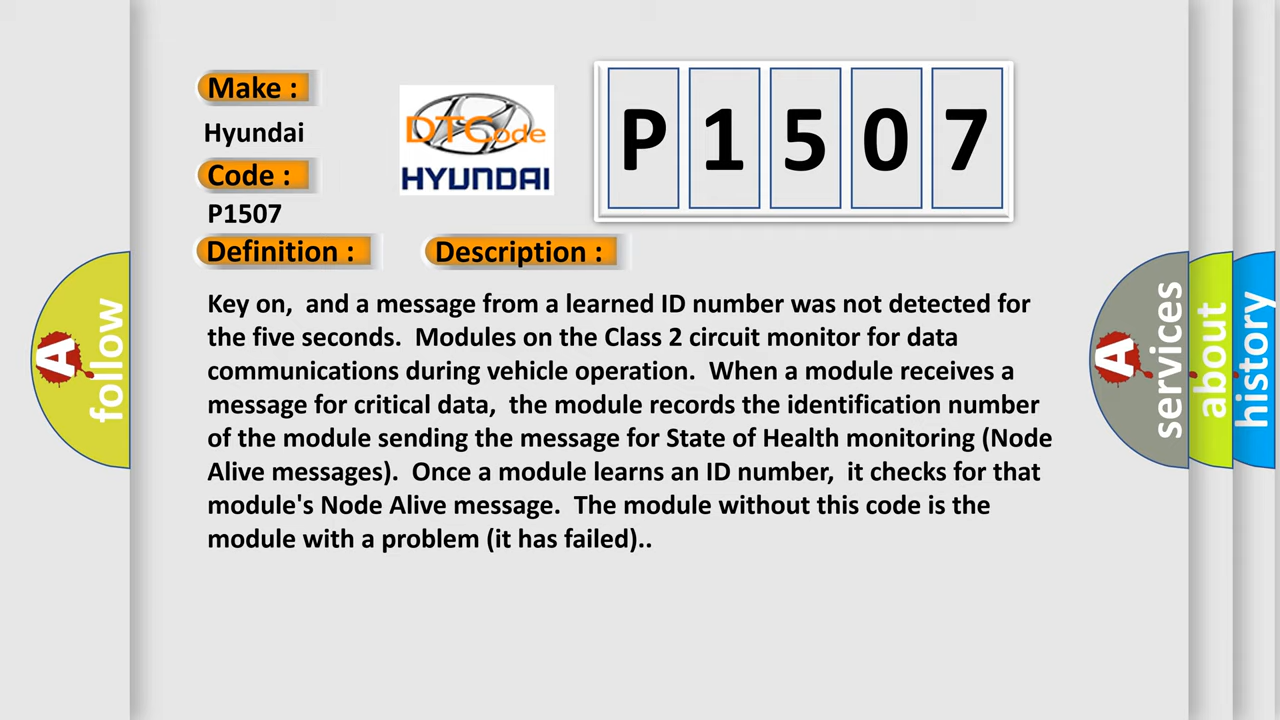 Make :
Hyundai
Code :
P1507
DTCode
HYUNDAI
P1507
Definition :
Description :
Key on, and a message from a learned ID number was not detected for
the five seconds. Modules on the Class 2 circuit monitor for data
communications during vehicle operation. When a module receives a
message for critical data, the module records the identification number
of the module sending the message for State of Health monitoring (Node
Alive messages). Once a module learns an ID number, it checks for that
module's Node Alive message. The module without this code is the
module with a problem (it has failed)..
A follow
A services
about
history